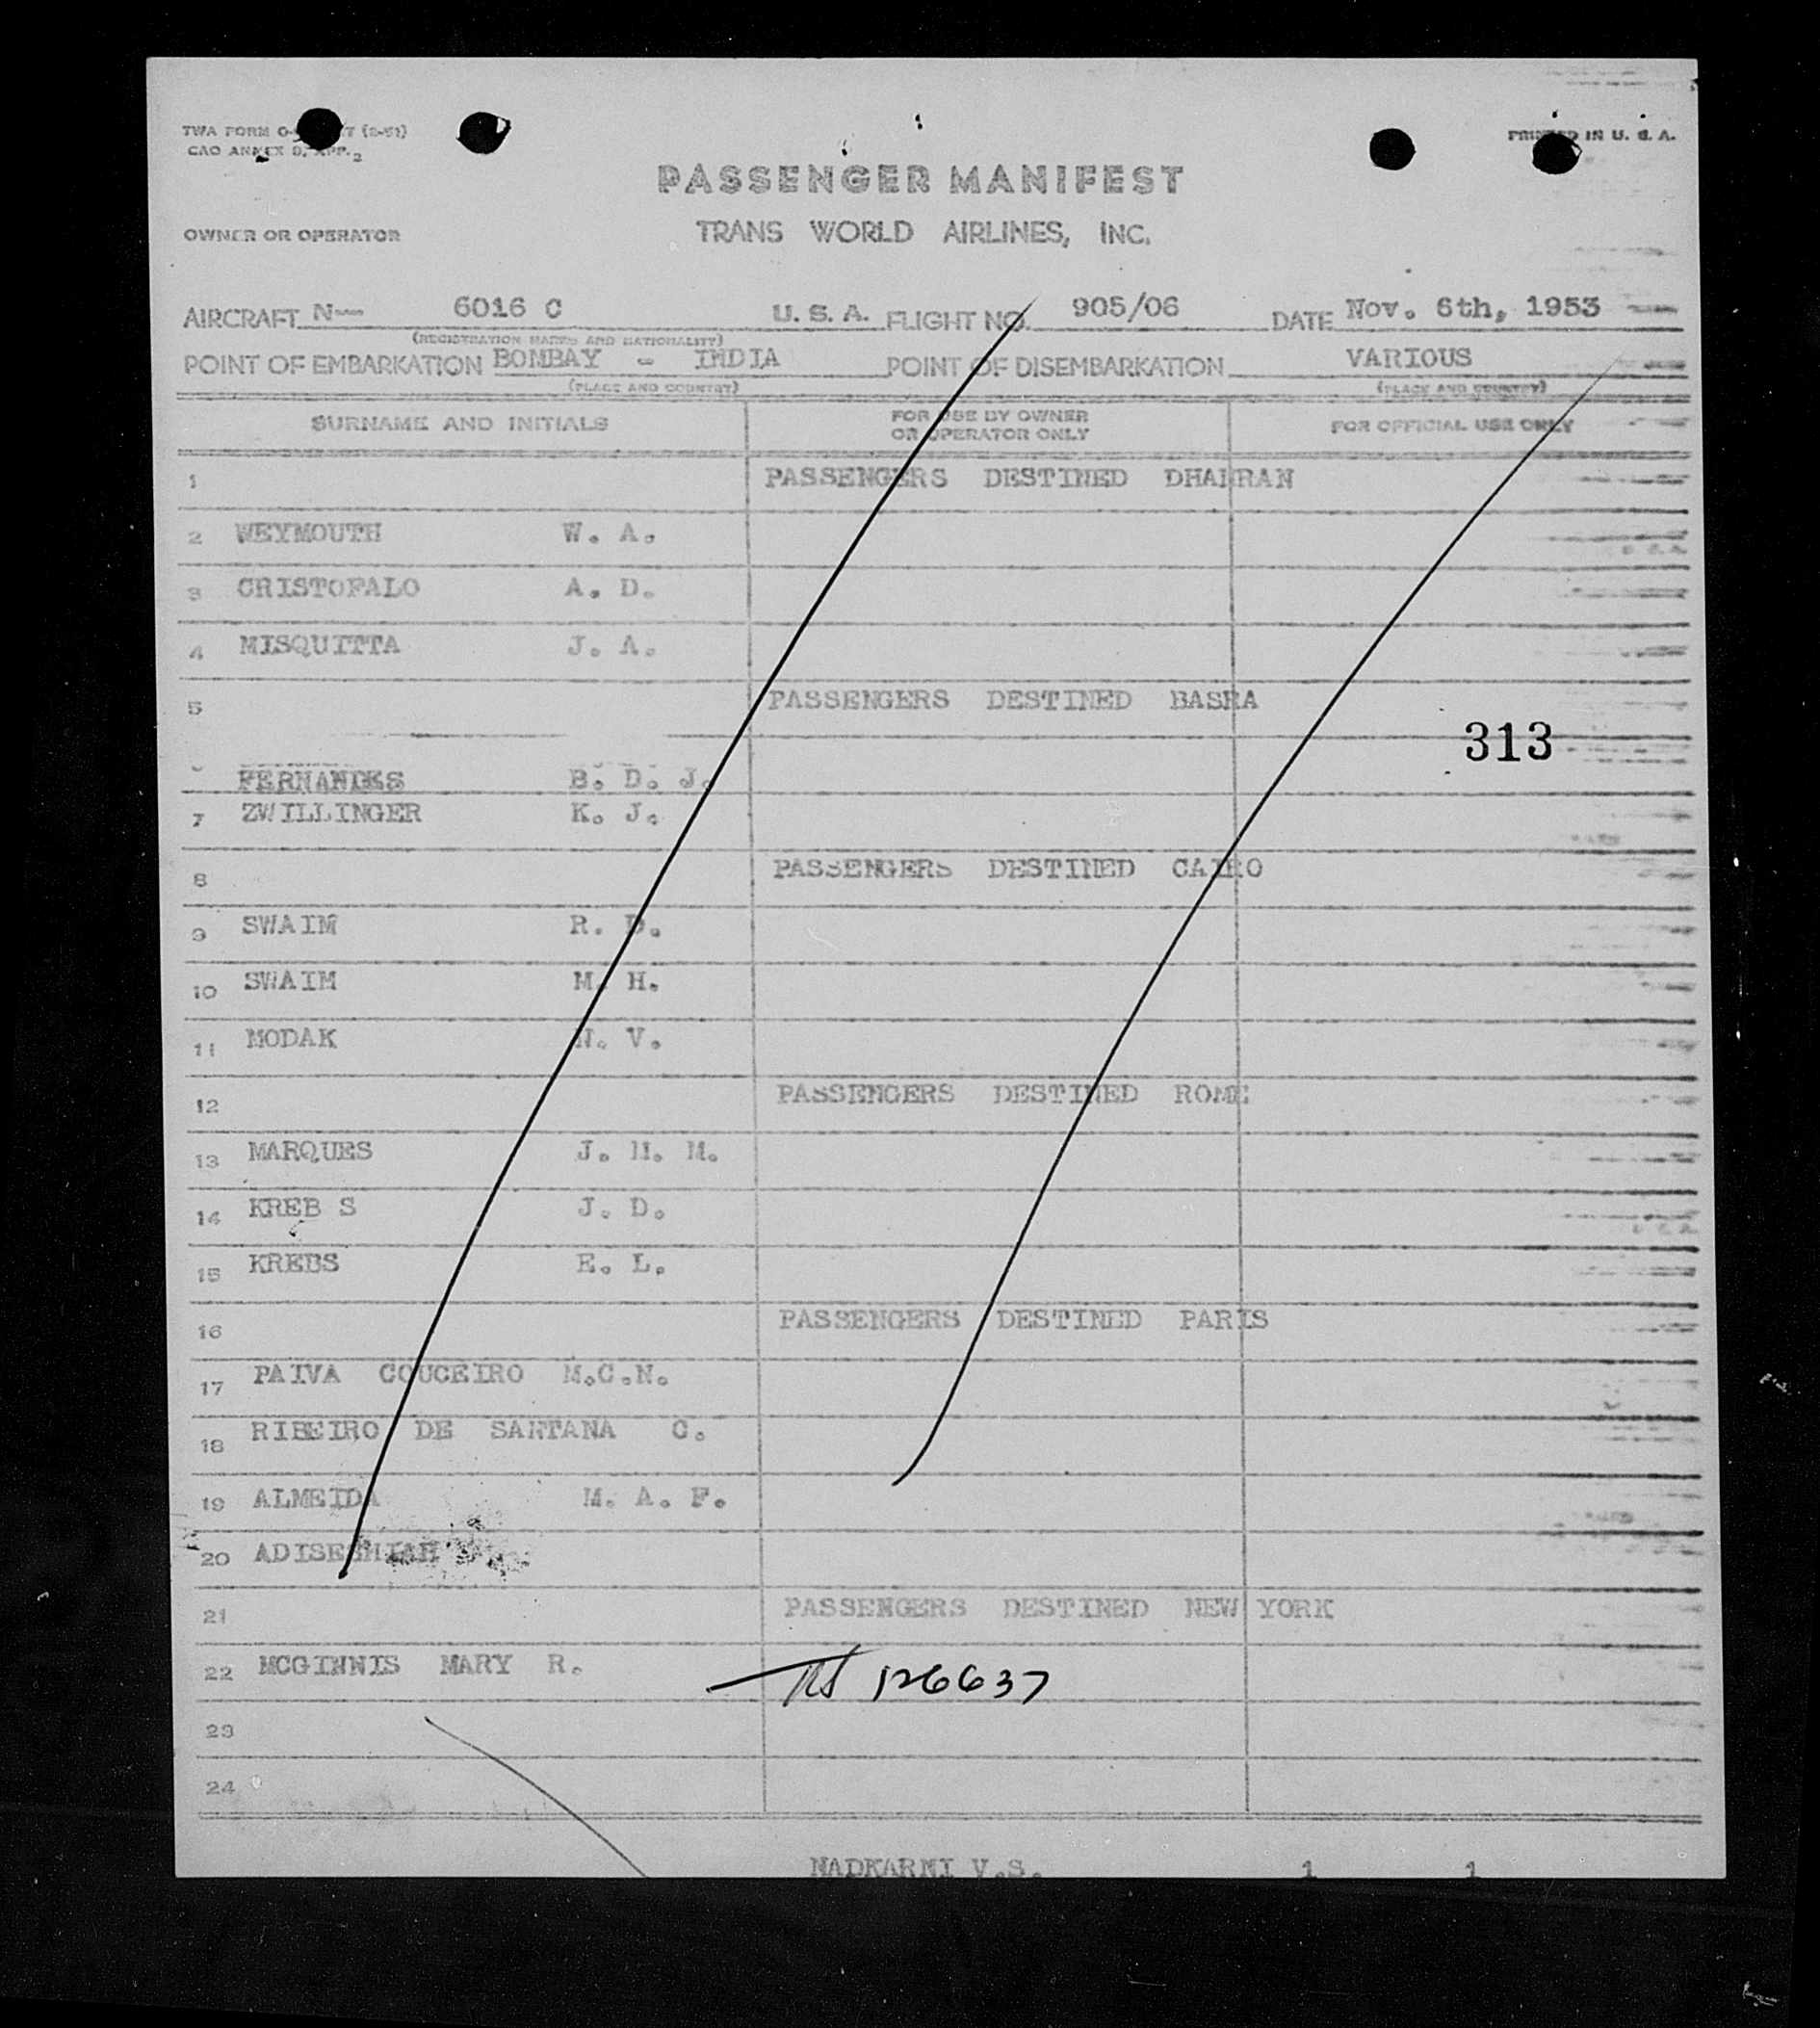 PRINTED IN U. S. A.
PASSENGER MANIFEST
OWNER OR OPERATOR TRANS WORLD AIRLINES, INC.
AIRCRAFT N— 6016 C U. S. A. FLIGHT NO. 905/06 DATE Nov. 6th, 1953
(REGISTRATION MARKS AND NATIONALITY)
POINT OF EMBARKATION BOMBAY - INDIA POINT OF DISEMBARKATION VARIOUS
(PLACE AND COUNTRY) (PLACE AND COUNTRY)
SURNAME AND INITIALS FOR USE BY OWNER OR OPERATOR ONLY FOR OFFICIAL USE ONLY
1 PASSENGERS DESTINED DHAHRAN
2 WEYMOUTH W. A.
3 CRISTOFALO A. D.
4 MISQUITTA J. A.
5 PASSENGERS DESTINED BASRA
313
FERNANDES B. D. J.
7 ZWILLINGER K. J.
8 PASSENGERS DESTINED CAIRO
9 SWAIM R. D.
10 SWAIM M. H.
11 MODAK N. V.
12 PASSENGERS DESTINED ROME
13 MARQUES J. M. M.
14 KREB S J. D.
15 KREBS E. L.
16 PASSENGERS DESTINED PARIS
17 PAIVA COUCEIRO M.C.N.
18 RIBEIRO DE SANTANA C.
19 ALMEIDA M. A. F.
20 ADISESHIAH
21 PASSENGERS DESTINED NEW YORK
22 MCGINNIS MARY R. 126637
23
24
NADKARNI V.S. 1 1